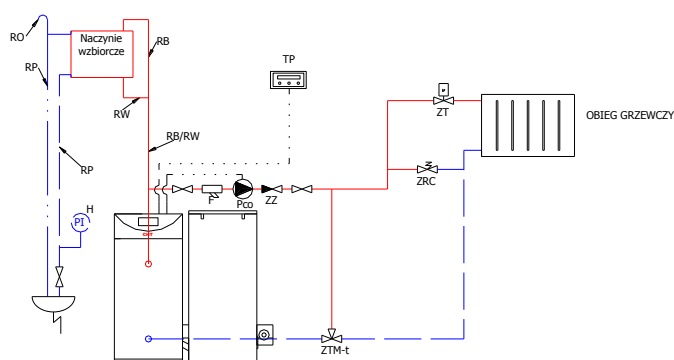 RO
Naczynie
wzbiorcze
RB
TP
ZT
RP
RW
OBIEG GRZEWCZY
RB/RW
RP
ZRC
F
Pco
ZZ
H
PI
ZTM-t